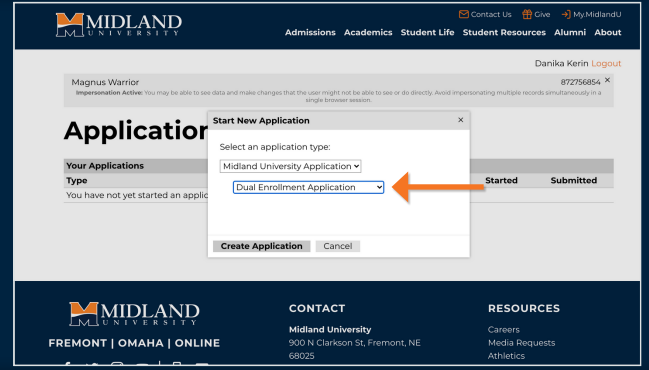 MIDLAND
UNIVERSITY
Contact Us Give My.MidlandU
Admissions Academics Student Life Student Resources Alumni About
Danika Kerin Logout
Magnus Warrior 872756854 ×
Impersonation Active: You may be able to see data and make changes that the user might not be able to see or do directly. Avoid impersonating multiple records simultaneously in a
single browser session.
Application
Start New Application ×
Select an application type:
Midland University Application
Dual Enrollment Application
Create Application Cancel
Your Applications
Type Started Submitted
You have not yet started an applic
MIDLAND
UNIVERSITY
FREMONT | OMAHA | ONLINE
CONTACT
Midland University
900 N Clarkson St, Fremont, NE
68025
RESOURCES
Careers
Media Requests
Athletics